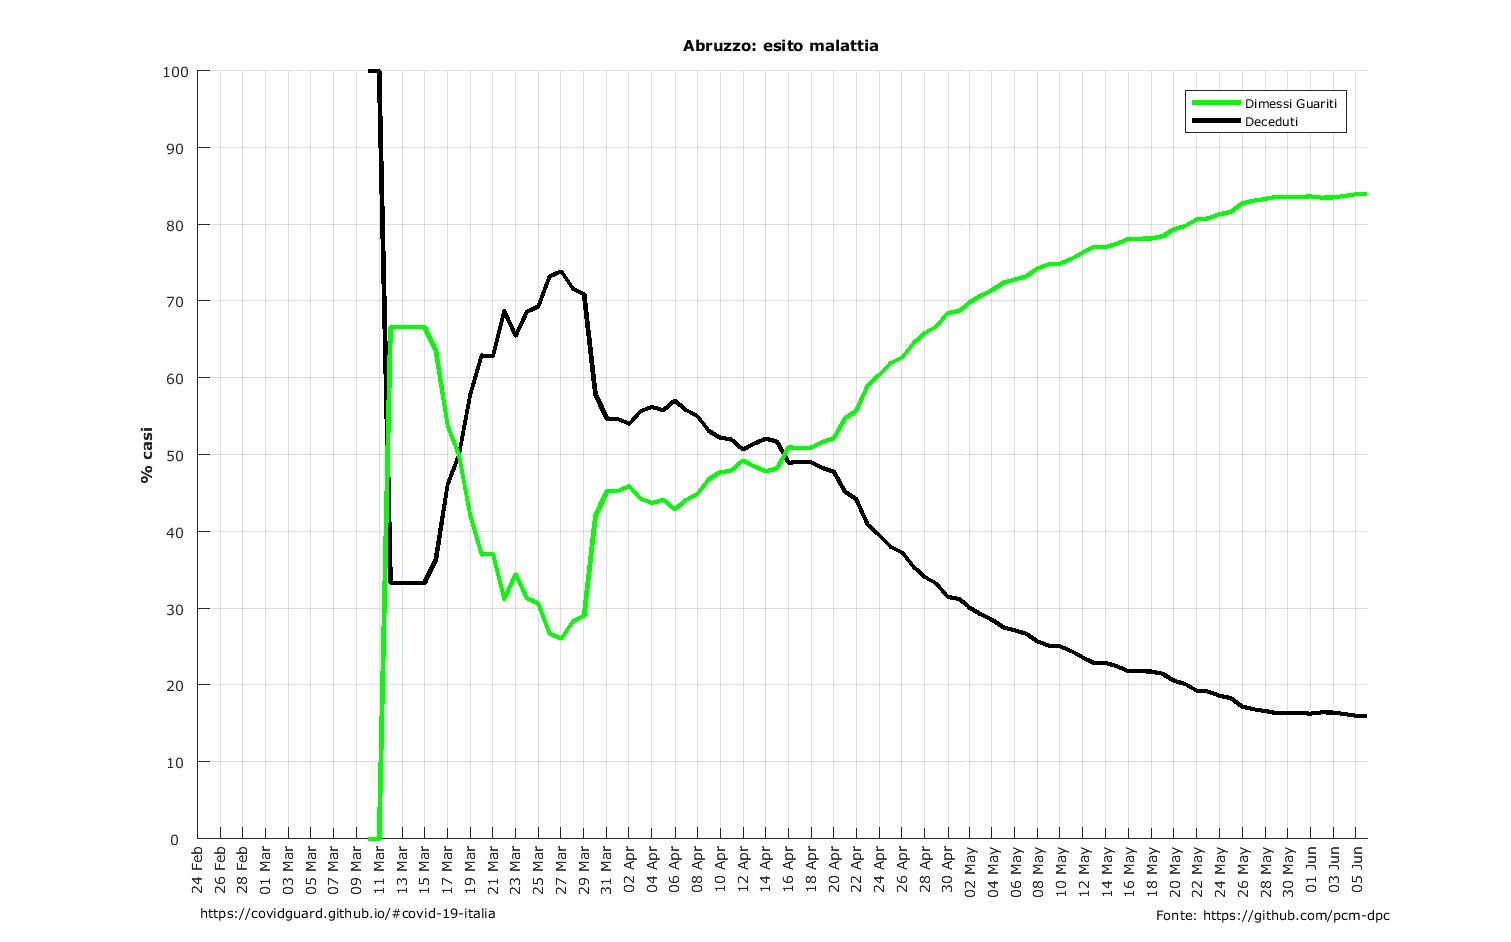 Abruzzo: esito malattia
100
90
80
70
60
50
40
30
20
10
0
% casi
Dimessi Guariti
Deceduti
24 Feb
26 Feb
28 Feb
01 Mar
03 Mar
05 Mar
07 Mar
09 Mar
11 Mar
13 Mar
15 Mar
17 Mar
19 Mar
21 Mar
23 Mar
25 Mar
27 Mar
29 Mar
31 Mar
02 Apr
04 Apr
06 Apr
08 Apr
10 Apr
12 Apr
14 Apr
16 Apr
18 Apr
20 Apr
22 Apr
24 Apr
26 Apr
28 Apr
30 Apr
02 May
04 May
06 May
08 May
10 May
12 May
14 May
16 May
18 May
20 May
22 May
24 May
26 May
28 May
30 May
01 Jun
03 Jun
05 Jun
https://covidguard.github.io/#covid-19-italia
Fonte: https://github.com/pcm-dpc